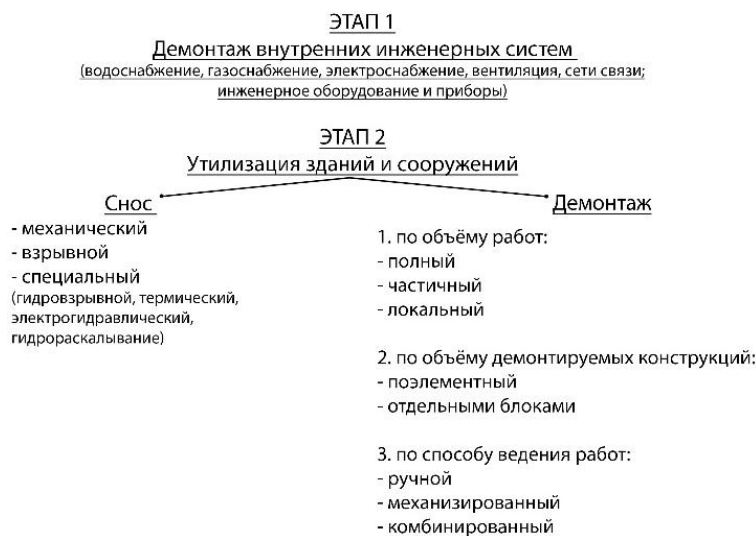 ЭТАП 1
Демонтаж внутренних инженерных систем
(водоснабжение, газоснабжение, электроснабжение, вентиляция, сети связи;
инженерное оборудование и приборы)
ЭТАП 2
Утилизация зданий и сооружений
Снос
- механический
- взрывной
- специальный
(гидровзрывной, термический,
электрогидравлический,
гидрораскалывание)
Демонтаж
1. по объёму работ:
- полный
- частичный
- локальный
2. по объёму демонтируемых конструкций:
- поэлементный
- отдельными блоками
3. по способу ведения работ:
- ручной
- механизированный
- комбинированный